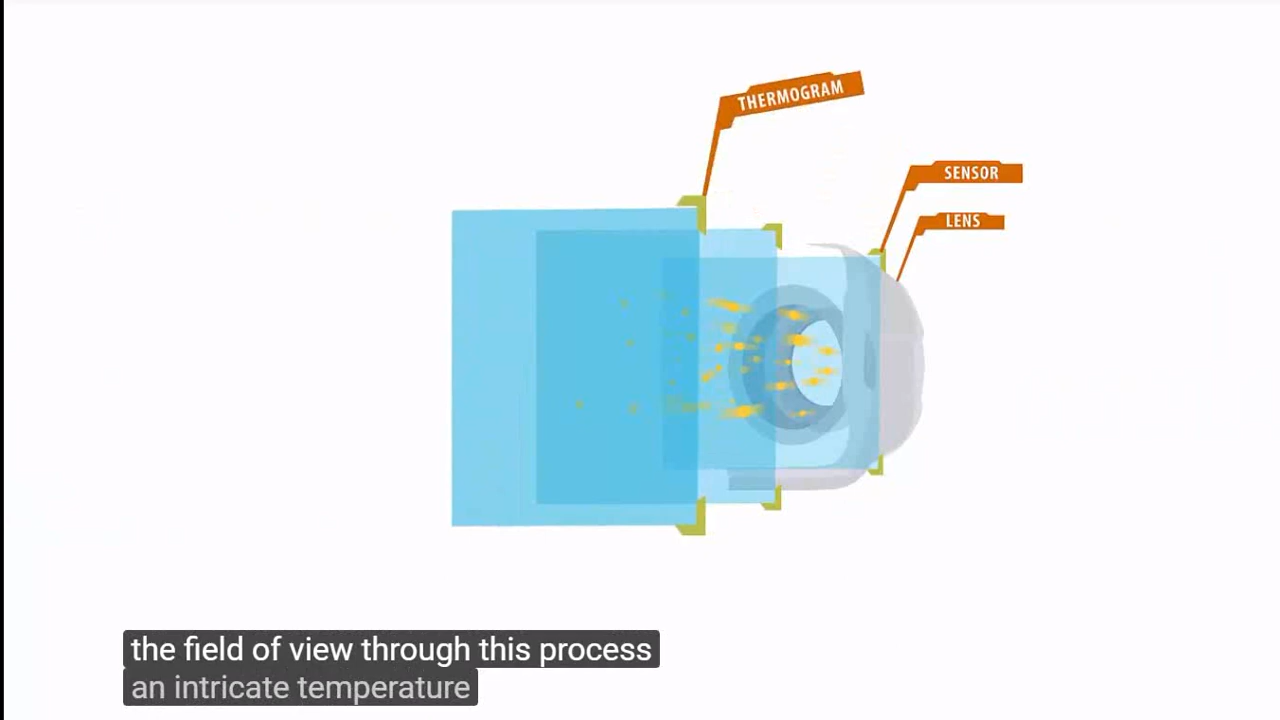 THERMOGRAM
SENSOR
LENS
the field of view through this process
an intricate temperature